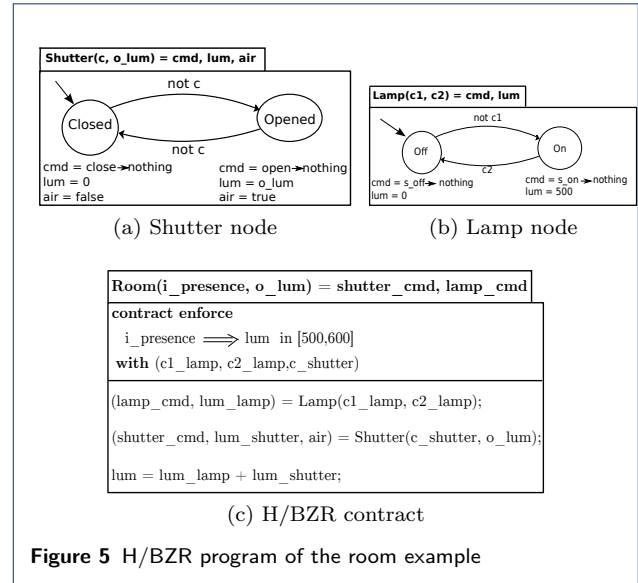 Shutter(c, o_lum) = cmd, lum, air
not c
Closed
Opened
not c
cmd = close→nothing
lum = 0
air = false
cmd = open→nothing
lum = o_lum
air = true
(a) Shutter node
Lamp(c1, c2) = cmd, lum
not c1
Off
On
c2
cmd = s_off→nothing
lum = 0
cmd = s_on→nothing
lum = 500
(b) Lamp node
Room(i_presence, o_lum) = shutter_cmd, lamp_cmd
contract enforce
i_presence ⟹ lum in [500,600]
with (c1_lamp, c2_lamp,c_shutter)
(lamp_cmd, lum_lamp) = Lamp(c1_lamp, c2_lamp);
(shutter_cmd, lum_shutter, air) = Shutter(c_shutter, o_lum);
lum = lum_lamp + lum_shutter;
(c) H/BZR contract
Figure 5 H/BZR program of the room example